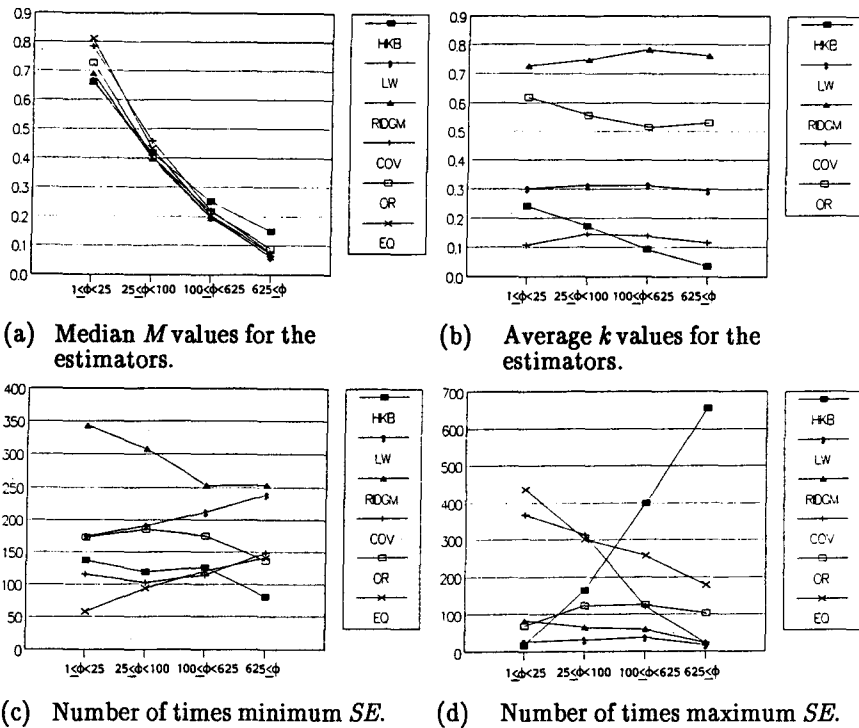 0.9
0.8
0.7
0.6
0.5
0.4
0.3
0.2
0.1
0.0
1≤ϕ<25 25≤ϕ<100 100≤ϕ<625 625≤ϕ
HKB
LW
RIDGM
COV
OR
EQ
(a) Median M values for the
estimators.
0.9
0.8
0.7
0.6
0.5
0.4
0.3
0.2
0.1
0.0
1≤ϕ<25 25≤ϕ<100 100≤ϕ<625 625≤ϕ
HKB
LW
RIDGM
COV
OR
(b) Average k values for the
estimators.
400
350
300
250
200
150
100
50
0
1≤ϕ<25 25≤ϕ<100 100≤ϕ<625 625≤ϕ
HKB
LW
RIDGM
COV
OR
EQ
(c) Number of times minimum SE.
700
600
500
400
300
200
100
0
1≤ϕ<25 25≤ϕ<100 100≤ϕ<625 625≤ϕ
HKB
LW
RIDGM
COV
OR
EQ
(d) Number of times maximum SE.